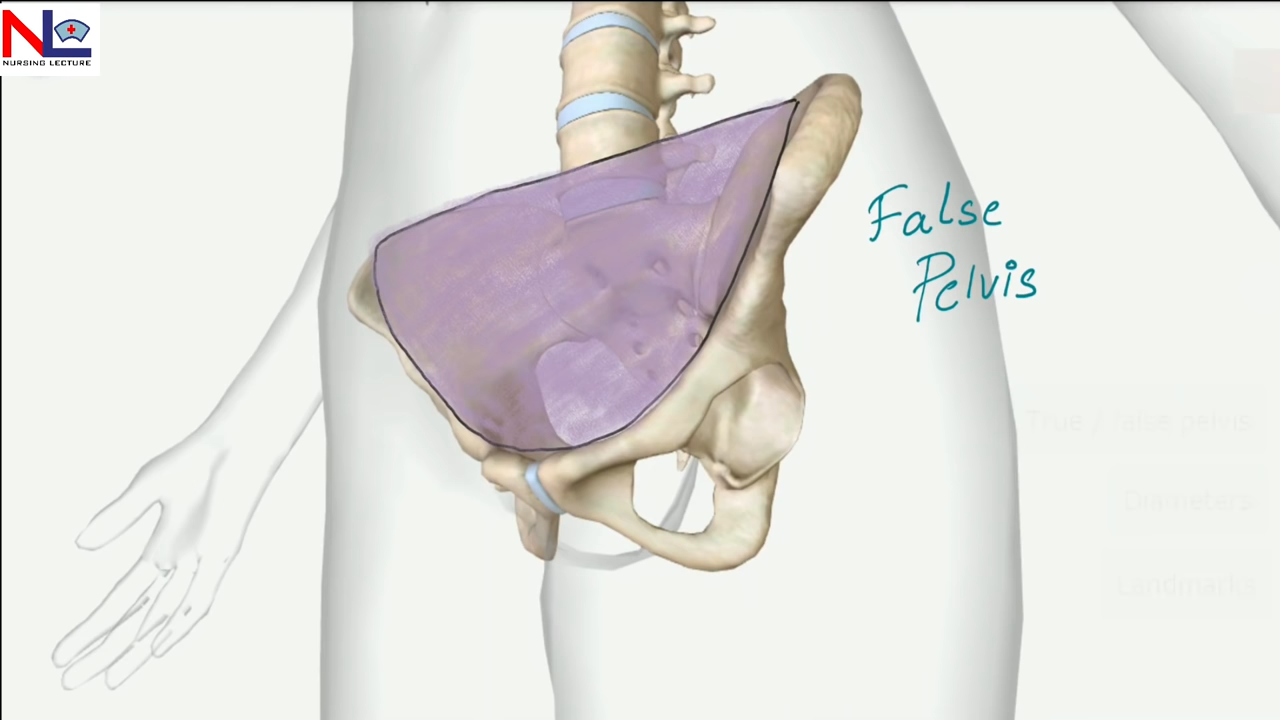 NL
NURSING LECTURE
False
Pelvis
True / false pelvis
Diameters
Landmarks